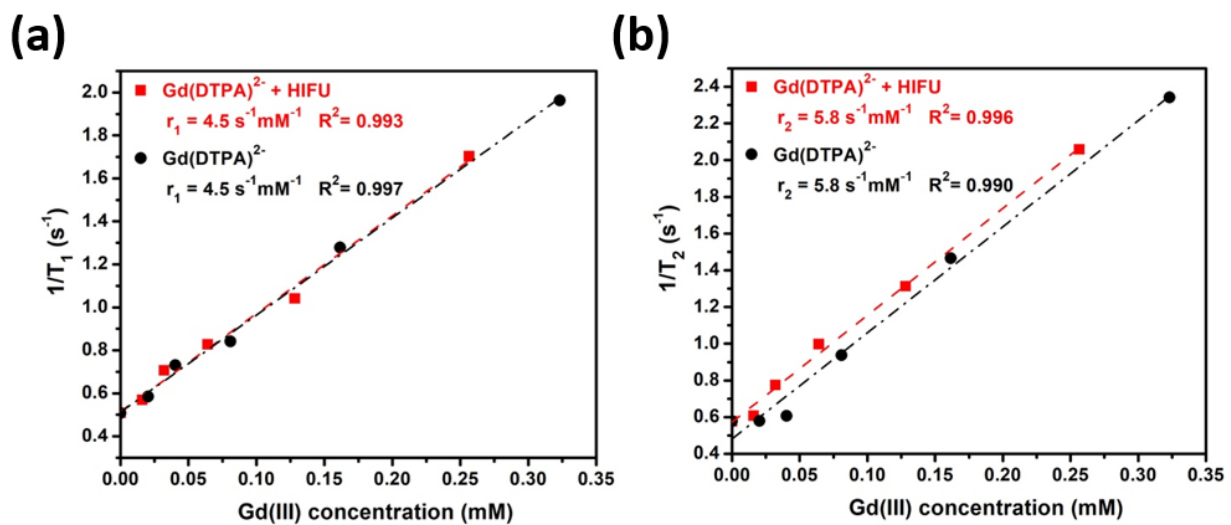 (a)
Gd(DTPA)²⁻ + HIFU
r₁ = 4.5 s⁻¹mM⁻¹ R²= 0.993
Gd(DTPA)²⁻
r₁ = 4.5 s⁻¹mM⁻¹ R²= 0.997
1/T₁ (s⁻¹)
2.0
1.8
1.6
1.4
1.2
1.0
0.8
0.6
0.4
0.00 0.05 0.10 0.15 0.20 0.25 0.30 0.35
Gd(III) concentration (mM)
(b)
Gd(DTPA)²⁻ + HIFU
r₂ = 5.8 s⁻¹mM⁻¹ R²= 0.996
Gd(DTPA)²⁻
r₂ = 5.8 s⁻¹mM⁻¹ R²= 0.990
1/T₂ (s⁻¹)
2.4
2.2
2.0
1.8
1.6
1.4
1.2
1.0
0.8
0.6
0.4
0.00 0.05 0.10 0.15 0.20 0.25 0.30 0.35
Gd(III) concentration (mM)